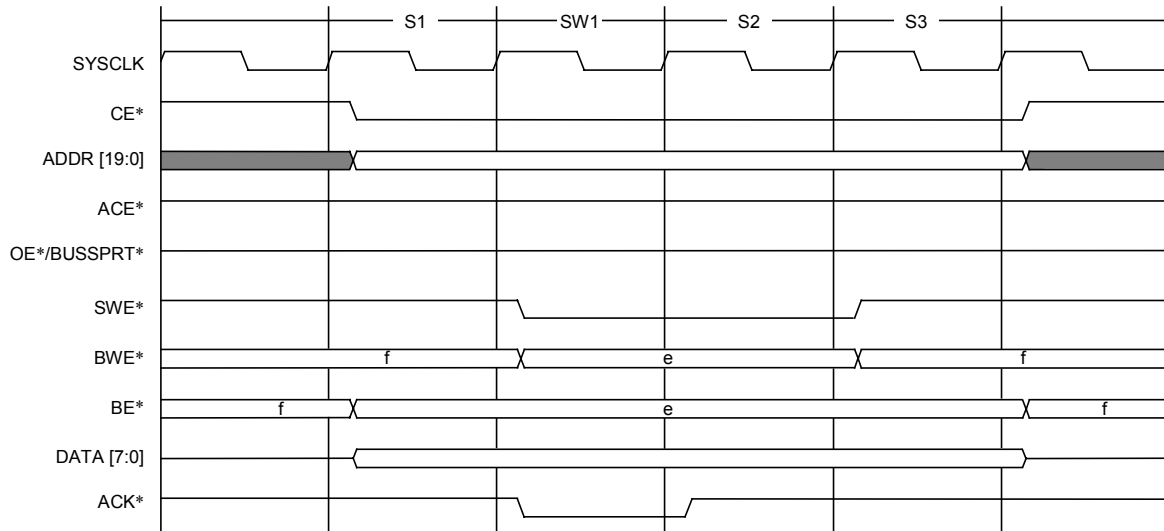 S1 SW1 S2 S3
SYSCLK
CE*
ADDR [19:0]
ACE*
OE*/BUSSPRT*
SWE*
BWE* f e f
BE* f e f
DATA [7:0]
ACK*